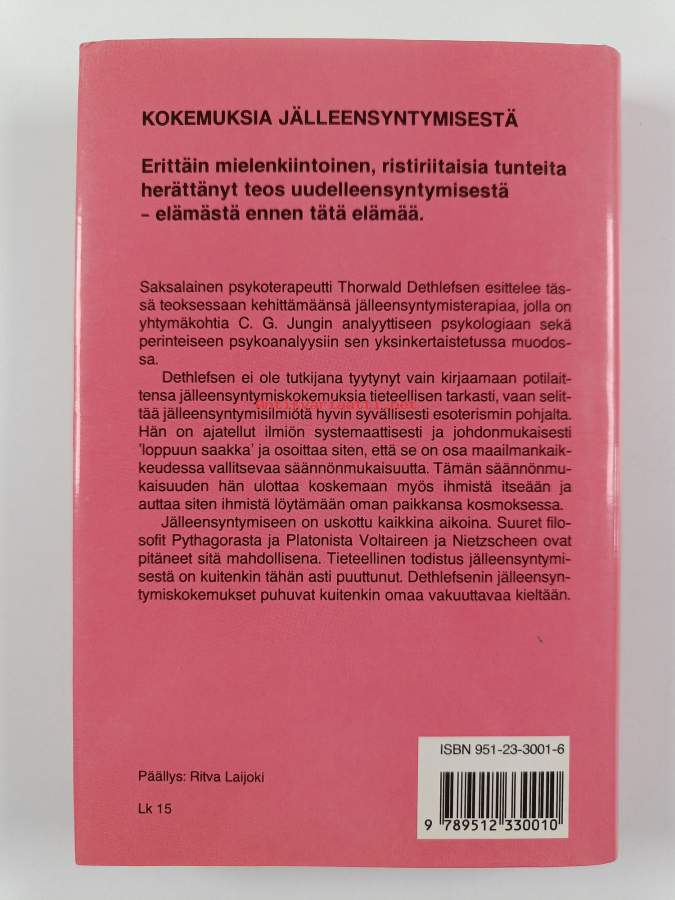 KOKEMUKSIA JÄLLEENSYNTYMISESTÄ
Erittäin mielenkiintoinen, ristiriitaisia tunteita
herättänyt teos uudelleensyntymisestä
– elämästä ennen tätä elämää.
Saksalainen psykoterapeutti Thorwald Dethlefsen esittelee täs-
sä teoksessaan kehittämäänsä jälleensyntymisterapiaa, jolla on
yhtymäkohtia C. G. Jungin analyyttiseen psykologiaan sekä
perinteiseen psykoanalyysiin sen yksinkertaistetussa muodos-
sa.
Dethlefsen ei ole tutkijana tyytynyt vain kirjaamaan potilait-
tensa jälleensyntymiskokemuksia tieteellisen tarkasti, vaan selit-
tää jälleensyntymisilmiötä hyvin syvällisesti esoterismin pohjalta.
Hän on ajatellut ilmiön systemaattisesti ja johdonmukaisesti
'loppuun saakka' ja osoittaa siten, että se on osa maailmankaik-
keudessa vallitsevaa säännönmukaisuutta. Tämän säännönmu-
kaisuuden hän ulottaa koskemaan myös ihmistä itseään ja
auttaa siten ihmistä löytämään oman paikkansa kosmoksessa.
Jälleensyntymiseen on uskottu kaikkina aikoina. Suuret filo-
sofit Pythagorasta ja Platonista Voltaireen ja Nietzscheen ovat
pitäneet sitä mahdollisena. Tieteellinen todistus jälleensyntymi-
sestä on kuitenkin tähän asti puuttunut. Dethlefsenin jälleensyn-
tymiskokemukset puhuvat kuitenkin omaa vakuuttavaa kieltään.
ISBN 951-23-3001-6
Päällys: Ritva Laijoki
Lk 15
9 789512 330010